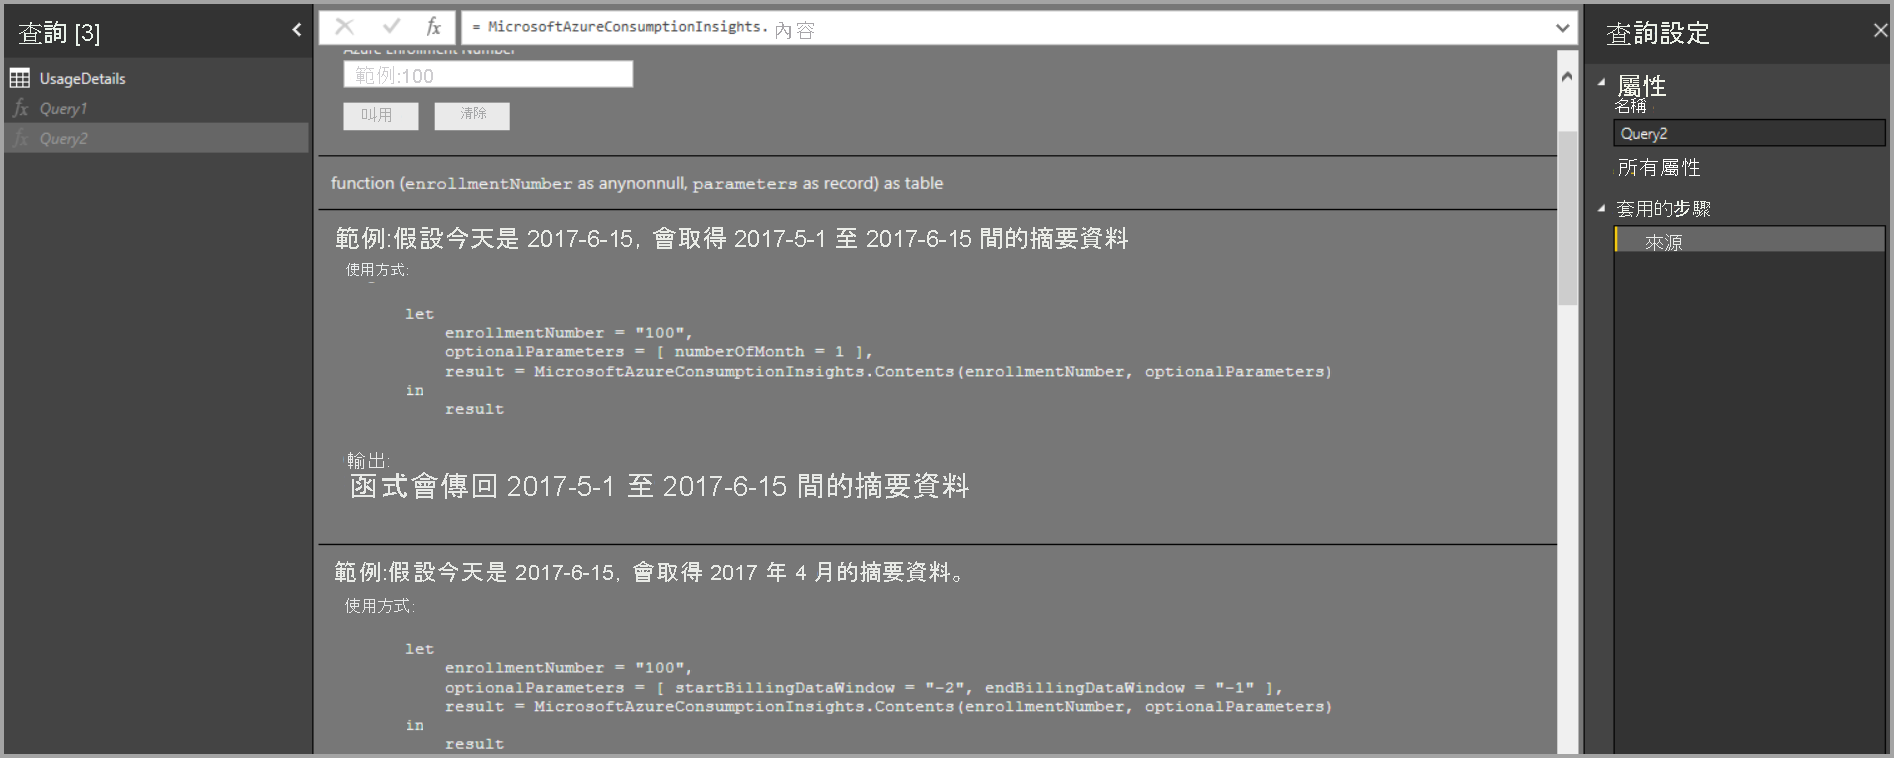 查詢 [3]
UsageDetails
Query1
Query2
= MicrosoftAzureConsumptionInsights. 內容
Azure Enrollment Number
範例:100
叫用
清除
function (enrollmentNumber as anynonnull, parameters as record) as table
範例:假設今天是 2017-6-15, 會取得 2017-5-1 至 2017-6-15 間的摘要資料
使用方式:
let
enrollmentNumber = "100",
optionalParameters = [ numberOfMonth = 1 ],
result = MicrosoftAzureConsumptionInsights.Contents(enrollmentNumber, optionalParameters)
in
result
輸出:
函式會傳回 2017-5-1 至 2017-6-15 間的摘要資料
範例:假設今天是 2017-6-15, 會取得 2017 年 4 月的摘要資料。
使用方式:
let
enrollmentNumber = "100",
optionalParameters = [ startBillingDataWindow = "-2", endBillingDataWindow = "-1" ],
result = MicrosoftAzureConsumptionInsights.Contents(enrollmentNumber, optionalParameters)
in
result
查詢設定
屬性
名稱
Query2
所有屬性
套用的步驟
來源